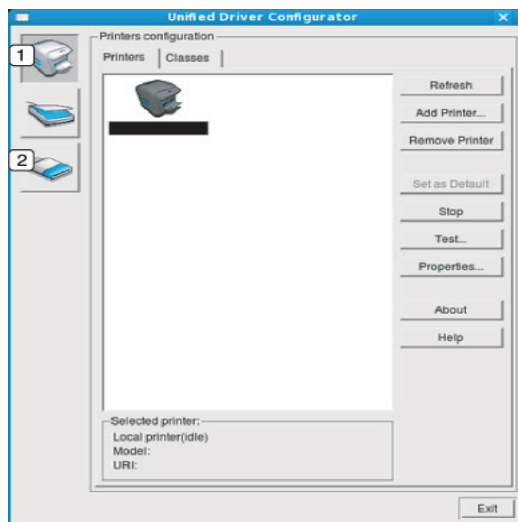 Unified Driver Configurator
1
2
Printers configuration
Printers
Classes
Refresh
Add Printer...
Remove Printer
Set as Default
Stop
Test...
Properties...
About
Help
Selected printer:
Local printer(idle)
Model:
URI:
Exit